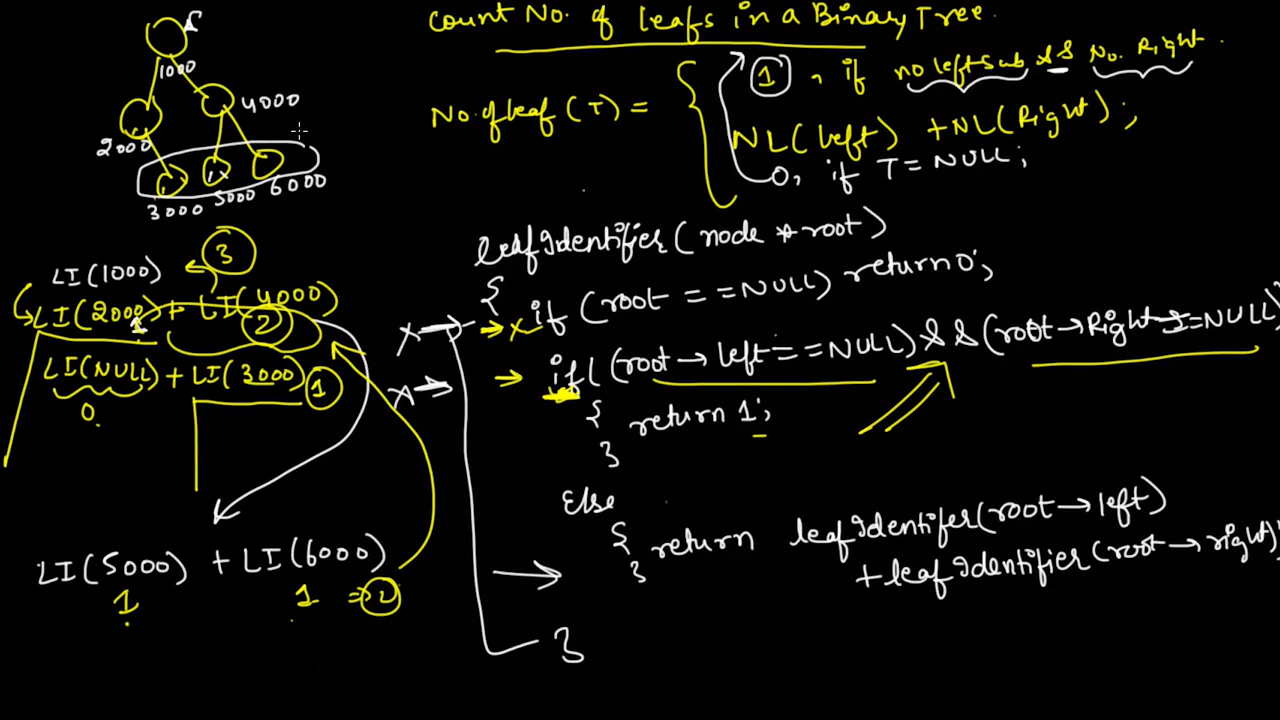 Count No. of leafs in a Binary Tree.
1, if no left sub && No. Right.
No. of leaf (T) = {
NL(left) + NL(Right);
0, if T = NULL;
1000
4000
2000
3000 5000 6000
3
LI(1000)
LI(2000) + LI(4000)
1
2
LI(NULL) + LI(3000) 1
0.
LI(5000) + LI(6000)
1 1 => 2
leafIdentifier(node *root)
{
if (root == NULL) return 0;
if((root → left == NULL) && (root → Right == NULL)
{
return 1;
}
Else
{ return leafIdentifer(root → left)
} + leafIdentifier(root → right)
}